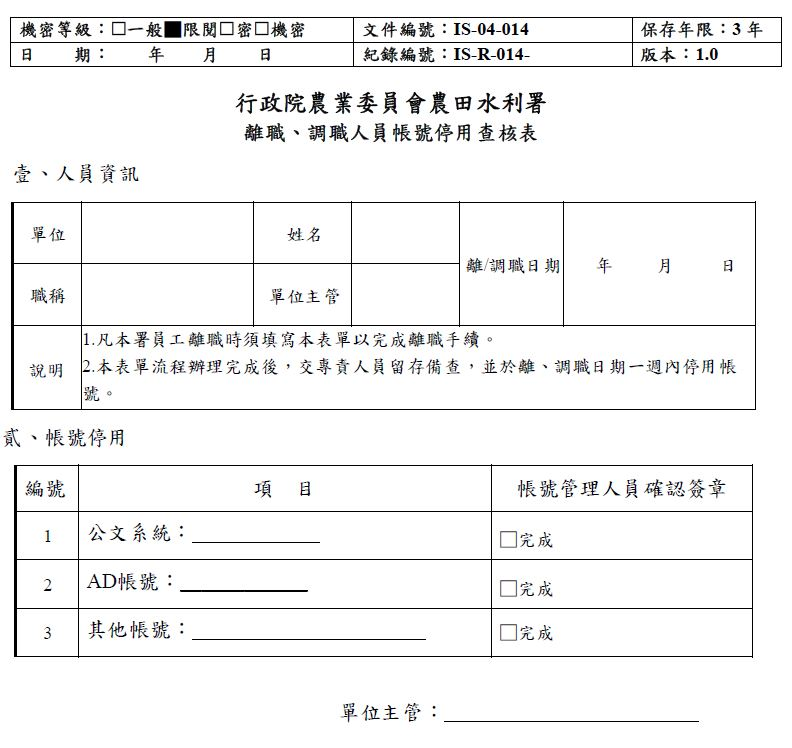 機密等級：□一般■限閱□密□機密 文件編號：IS-04-014 保存年限：3 年
日　　期：　　年　　月　　日 紀錄編號：IS-R-014- 版本：1.0
行政院農業委員會農田水利署
離職、調職人員帳號停用查核表
壹、人員資訊
單位 姓名 離/調職日期 年　　月　　日
職稱 單位主管
說明 1.凡本署員工離職時須填寫本表單以完成離職手續。
2.本表單流程辦理完成後，交專責人員留存備查，並於離、調職日期一週內停用帳
號。
貳、帳號停用
編號 項　目 帳號管理人員確認簽章
1 公文系統：____________ □完成
2 AD帳號：____________ □完成
3 其他帳號：______________________ □完成
單位主管：________________________